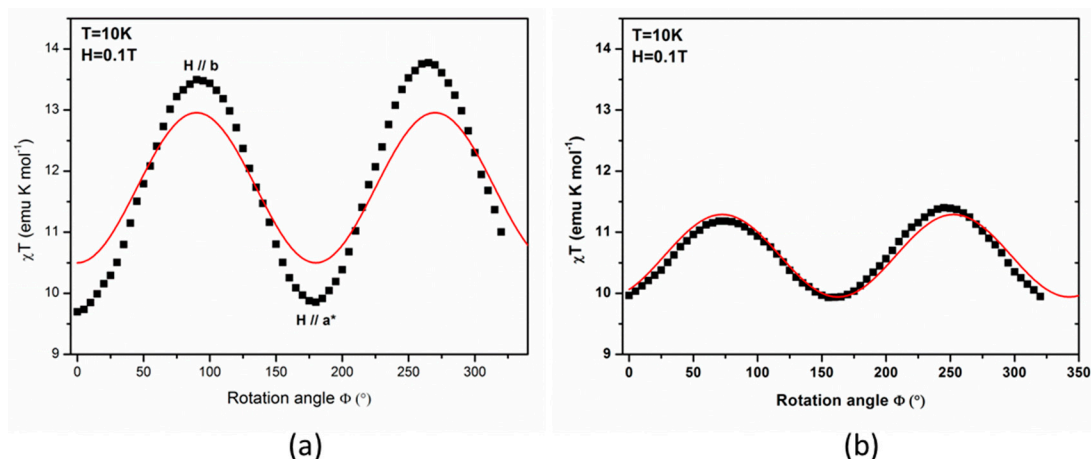 T=10K
H=0.1T
H // b
H // a*
14
13
12
11
10
9
χT (emu K mol⁻¹)
0 50 100 150 200 250 300
Rotation angle Φ (°)
(a)
T=10K
H=0.1T
14
13
12
11
10
9
χT (emu K mol⁻¹)
0 50 100 150 200 250 300 350
Rotation angle Φ (°)
(b)